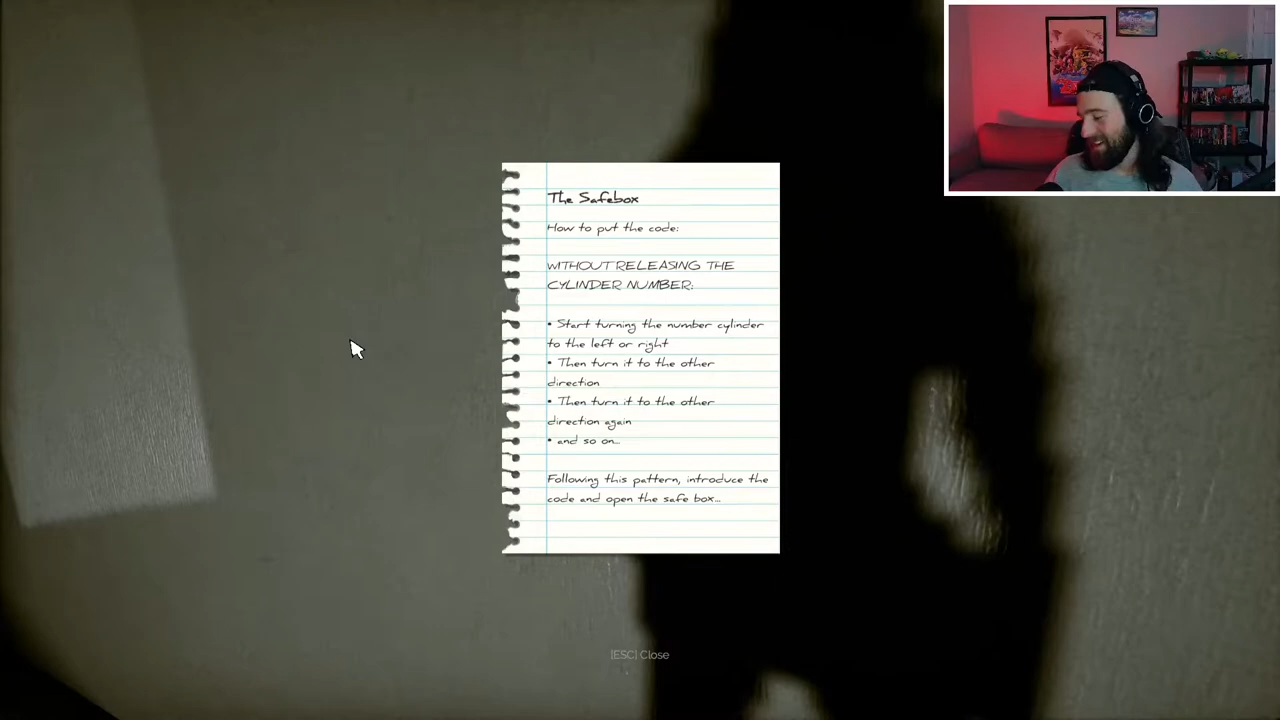 The Safebox
How to put the code:
WITHOUT RELEASING THE
CYLINDER NUMBER:
• Start turning the number cylinder
to the left or right
• Then turn it to the other
direction
• Then turn it to the other
direction again
• and so on...
Following this pattern, introduce the
code and open the safe box...
[ESC] Close